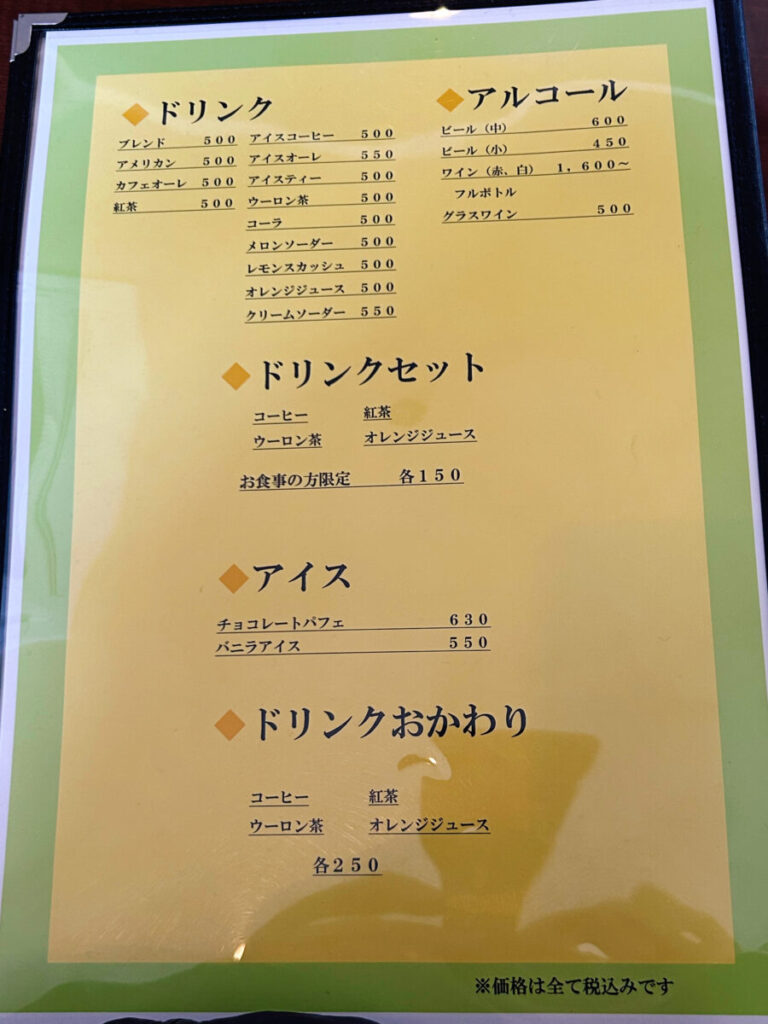 ◆ドリンク
ブレンド 500
アメリカン 500
カフェオーレ 500
紅茶 500
アイスコーヒー 500
アイスオーレ 550
アイスティー 500
ウーロン茶 500
コーラ 500
メロンソーダー 500
レモンスカッシュ 500
オレンジジュース 500
クリームソーダー 550
◆アルコール
ビール（中） 600
ビール（小） 450
ワイン（赤、白） 1,600～
フルボトル
グラスワイン 500
◆ドリンクセット
コーヒー 紅茶
ウーロン茶 オレンジジュース
お食事の方限定 各150
◆アイス
チョコレートパフェ 630
バニラアイス 550
◆ドリンクおかわり
コーヒー 紅茶
ウーロン茶 オレンジジュース
各250
※価格は全て税込みです